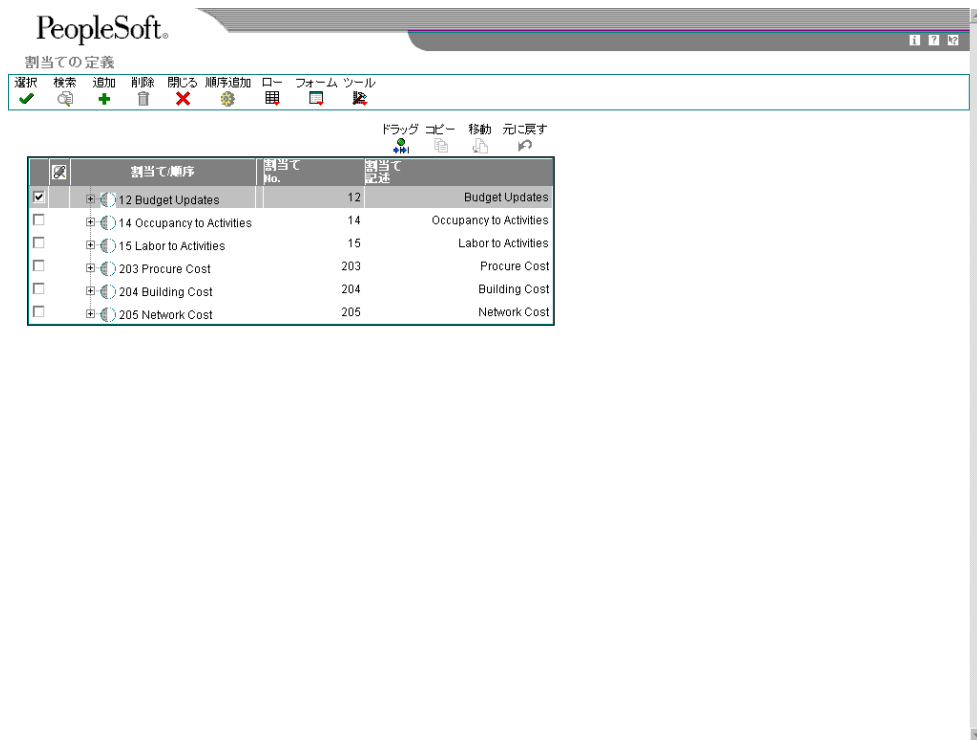 PeopleSoft®
i ?
割当ての定義
選択 検索 追加 削除 閉じる 順序追加 ロー フォーム ツール
ドラッグ コピー 移動 元に戻す
割当て/順序 割当て No. 割当て 記述
12 Budget Updates 12 Budget Updates
14 Occupancy to Activities 14 Occupancy to Activities
15 Labor to Activities 15 Labor to Activities
203 Procure Cost 203 Procure Cost
204 Building Cost 204 Building Cost
205 Network Cost 205 Network Cost